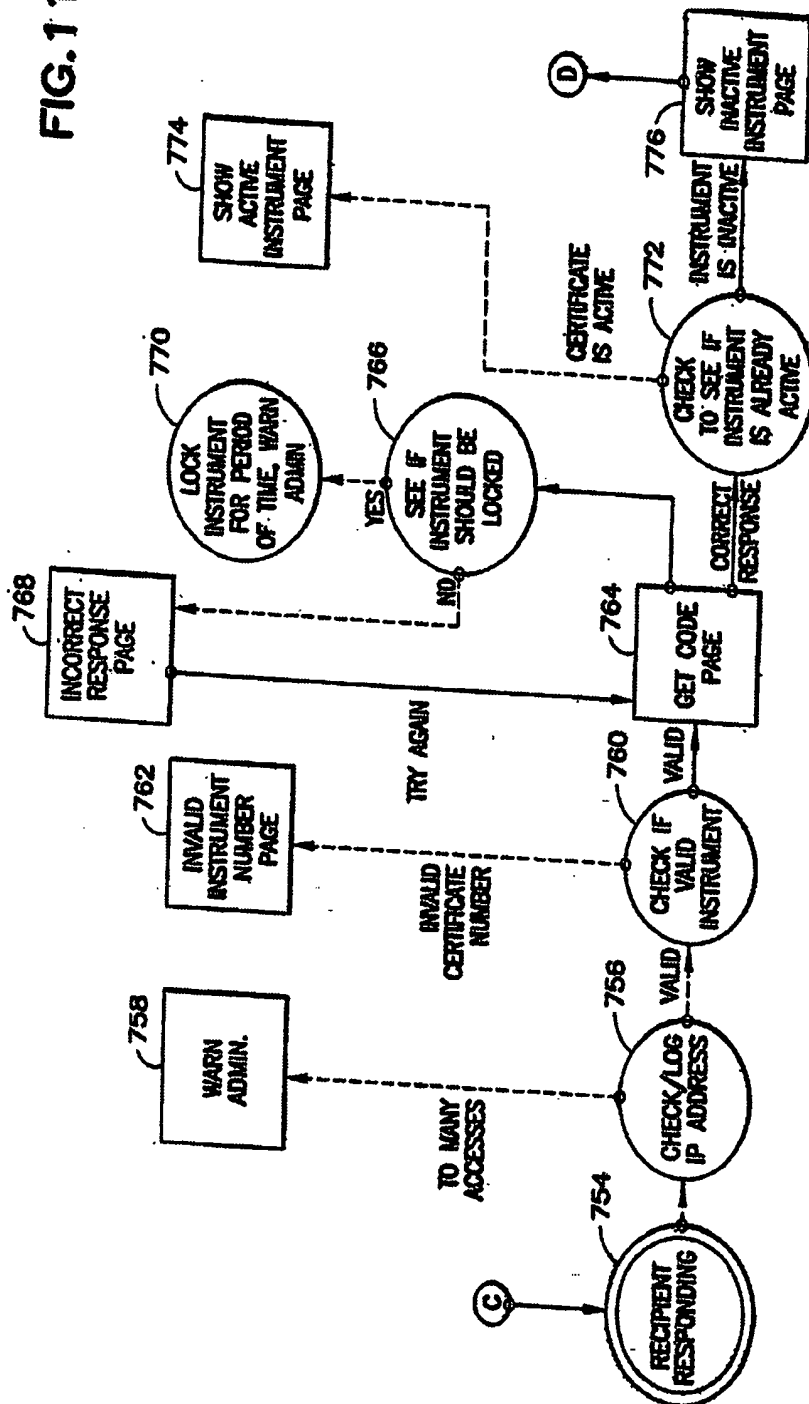 FIG.11
768
INCORRECT
RESPONSE
PAGE
758
WARN
ADMIN.
762
INVALID
INSTRUMENT
NUMBER
PAGE
770
LOCK
INSTRUMENT
FOR PERIOD
OF TIME, WARN
ADMIN
774
SHOW
ACTIVE
INSTRUMENT
PAGE
YES
NO
766
SEE IF
INSTRUMENT
SHOULD BE
LOCKED
TO MANY
ACCESSES
INVALID
CERTIFICATE
NUMBER
TRY AGAIN
CERTIFICATE
IS ACTIVE
C
D
754
RECIPIENT
RESPONDING
756
CHECK/LOG
IP ADDRESS
VALID
760
CHECK IF
VALID
INSTRUMENT
VALID
764
GET CODE
PAGE
CORRECT
RESPONSE
772
CHECK
TO SEE IF
INSTRUMENT
IS ALREADY
ACTIVE
INSTRUMENT
IS INACTIVE
776
SHOW
INACTIVE
INSTRUMENT
PAGE